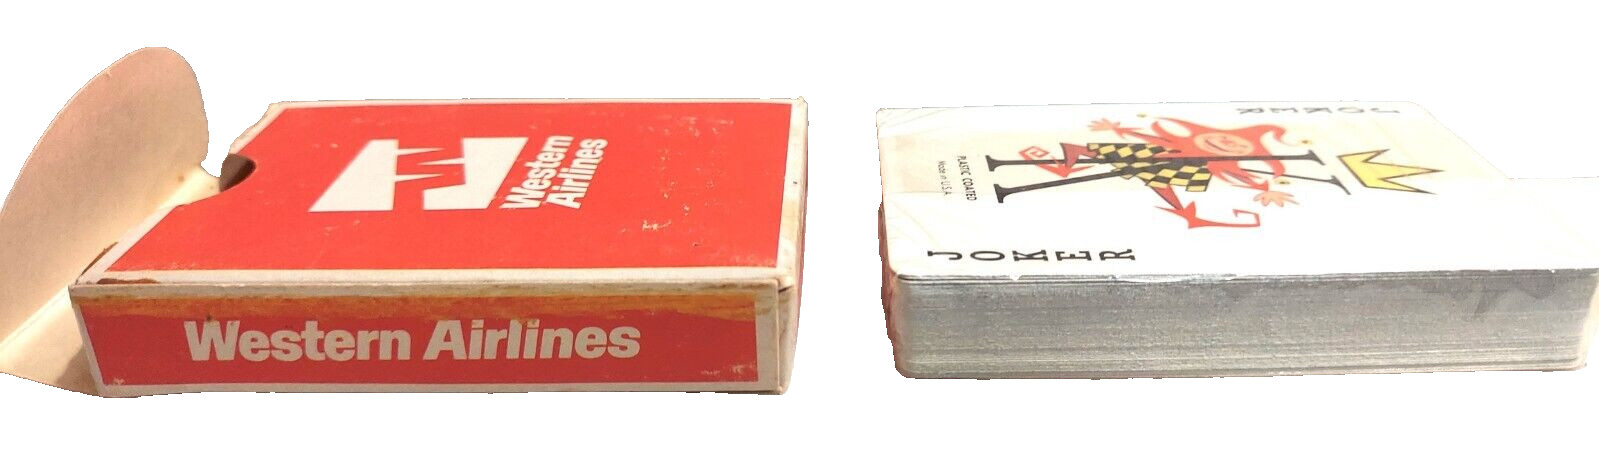 Western
Airlines
Western Airlines
JOKER
PLASTIC COATED
MADE IN U.S.A.
JOKER